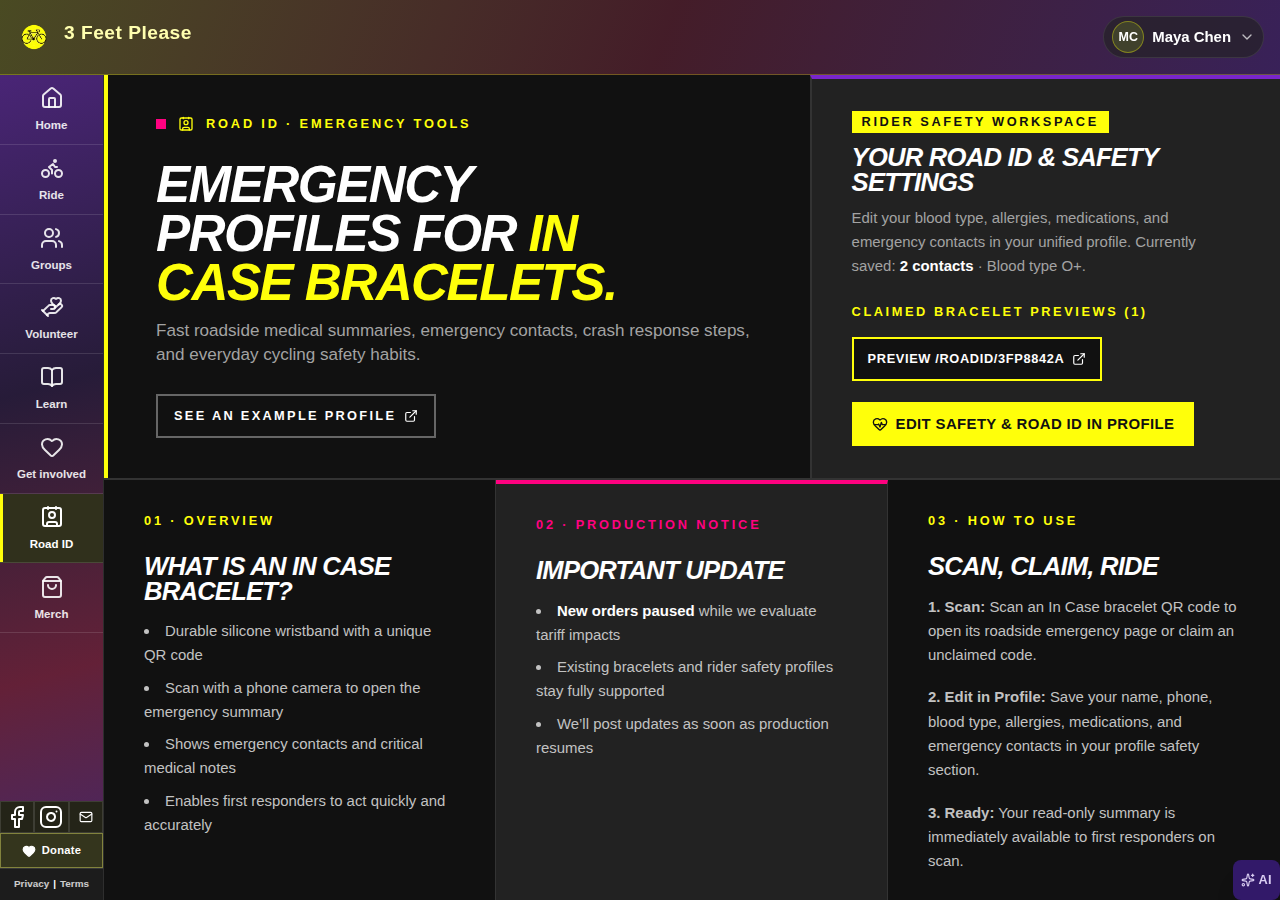 3 Feet Please
MC Maya Chen
Home
Ride
Groups
Volunteer
Learn
Get involved
Road ID
Merch
Donate
Privacy | Terms
ROAD ID · EMERGENCY TOOLS
EMERGENCY
PROFILES FOR IN
CASE BRACELETS.
Fast roadside medical summaries, emergency contacts, crash response steps,
and everyday cycling safety habits.
SEE AN EXAMPLE PROFILE
RIDER SAFETY WORKSPACE
YOUR ROAD ID & SAFETY
SETTINGS
Edit your blood type, allergies, medications, and
emergency contacts in your unified profile. Currently
saved: 2 contacts · Blood type O+.
CLAIMED BRACELET PREVIEWS (1)
PREVIEW /ROADID/3FP8842A
EDIT SAFETY & ROAD ID IN PROFILE
01 · OVERVIEW
WHAT IS AN IN CASE
BRACELET?
• Durable silicone wristband with a unique
QR code
• Scan with a phone camera to open the
emergency summary
• Shows emergency contacts and critical
medical notes
• Enables first responders to act quickly and
accurately
02 · PRODUCTION NOTICE
IMPORTANT UPDATE
• New orders paused while we evaluate
tariff impacts
• Existing bracelets and rider safety profiles
stay fully supported
• We'll post updates as soon as production
resumes
03 · HOW TO USE
SCAN, CLAIM, RIDE
1. Scan: Scan an In Case bracelet QR code to
open its roadside emergency page or claim an
unclaimed code.
2. Edit in Profile: Save your name, phone,
blood type, allergies, medications, and
emergency contacts in your profile safety
section.
3. Ready: Your read-only summary is
immediately available to first responders on
scan.
AI